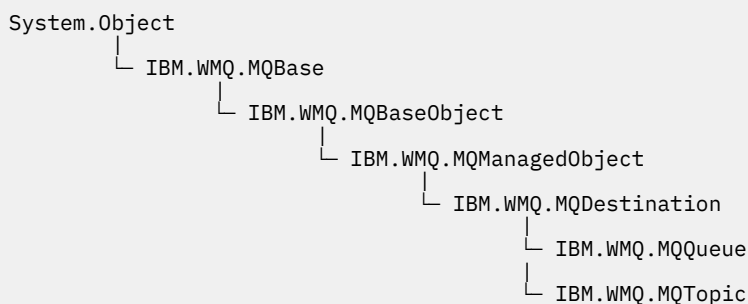 System.Object
IBM.WMQ.MQBase
IBM.WMQ.MQBaseObject
IBM.WMQ.MQManagedObject
IBM.WMQ.MQDestination
IBM.WMQ.MQQueue
IBM.WMQ.MQTopic